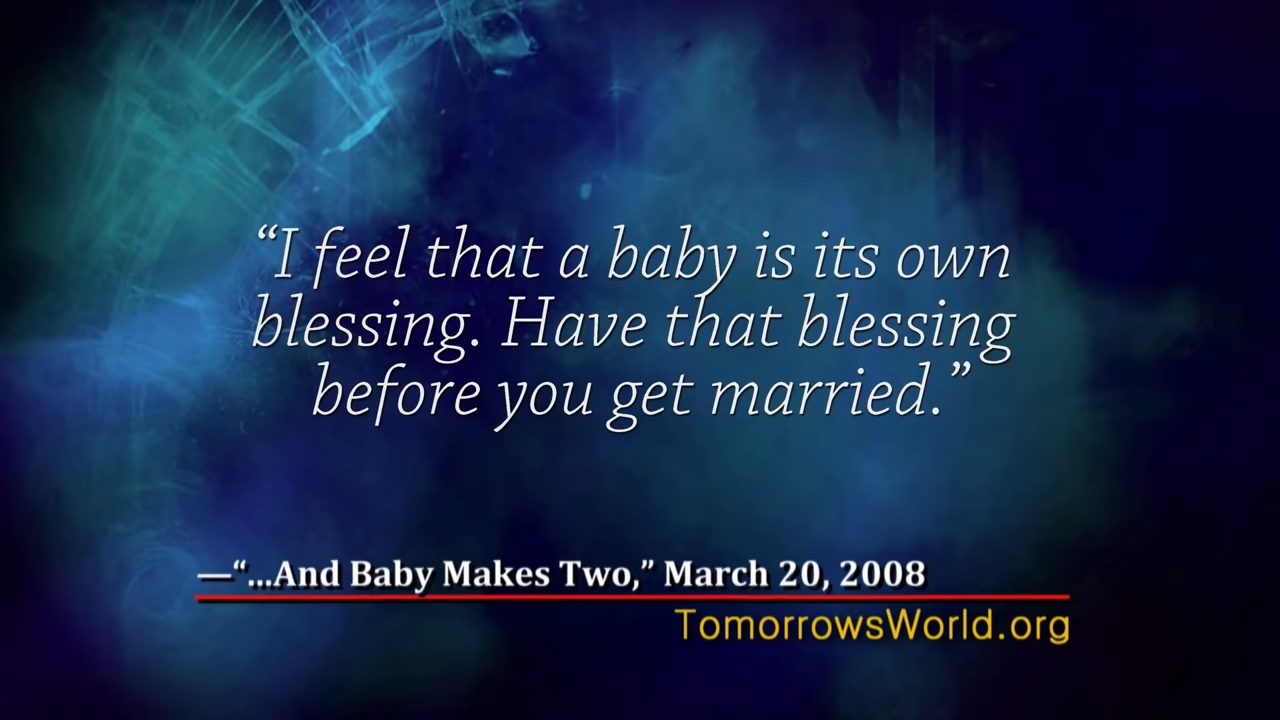 “I feel that a baby is its own
blessing. Have that blessing
before you get married.”
—“...And Baby Makes Two,” March 20, 2008
TomorrowsWorld.org